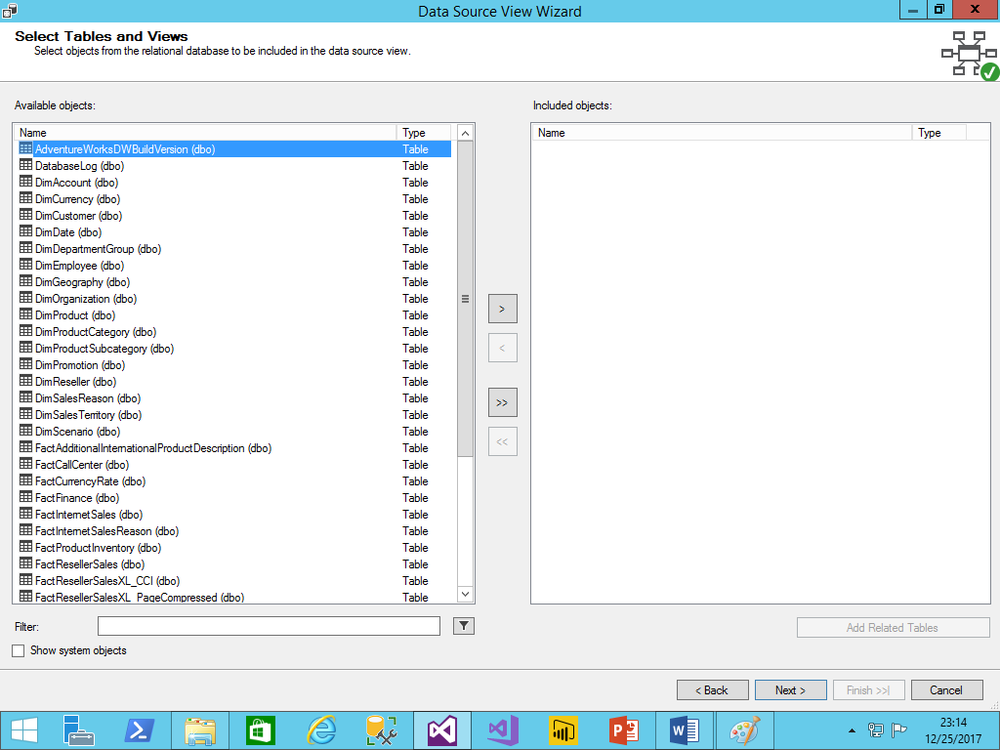 Data Source View Wizard
Select Tables and Views
Select objects from the relational database to be included in the data source view.
Available objects:
Included objects:
Name Type
Name Type
AdventureWorksDWBuildVersion (dbo) Table
DatabaseLog (dbo) Table
DimAccount (dbo) Table
DimCurrency (dbo) Table
DimCustomer (dbo) Table
DimDate (dbo) Table
DimDepartmentGroup (dbo) Table
DimEmployee (dbo) Table
DimGeography (dbo) Table
DimOrganization (dbo) Table
DimProduct (dbo) Table
DimProductCategory (dbo) Table
DimProductSubcategory (dbo) Table
DimPromotion (dbo) Table
DimReseller (dbo) Table
DimSalesReason (dbo) Table
DimSalesTerritory (dbo) Table
DimScenario (dbo) Table
FactAdditionalInternationalProductDescription (dbo) Table
FactCallCenter (dbo) Table
FactCurrencyRate (dbo) Table
FactFinance (dbo) Table
FactInternetSales (dbo) Table
FactInternetSalesReason (dbo) Table
FactProductInventory (dbo) Table
FactResellerSales (dbo) Table
FactResellerSalesXL_CCI (dbo) Table
FactResellerSalesXL_PageCompressed (dbo) Table
>
<
>>
<<
Filter:
Add Related Tables
Show system objects
< Back
Next >
Finish >>|
Cancel
23:14
12/25/2017